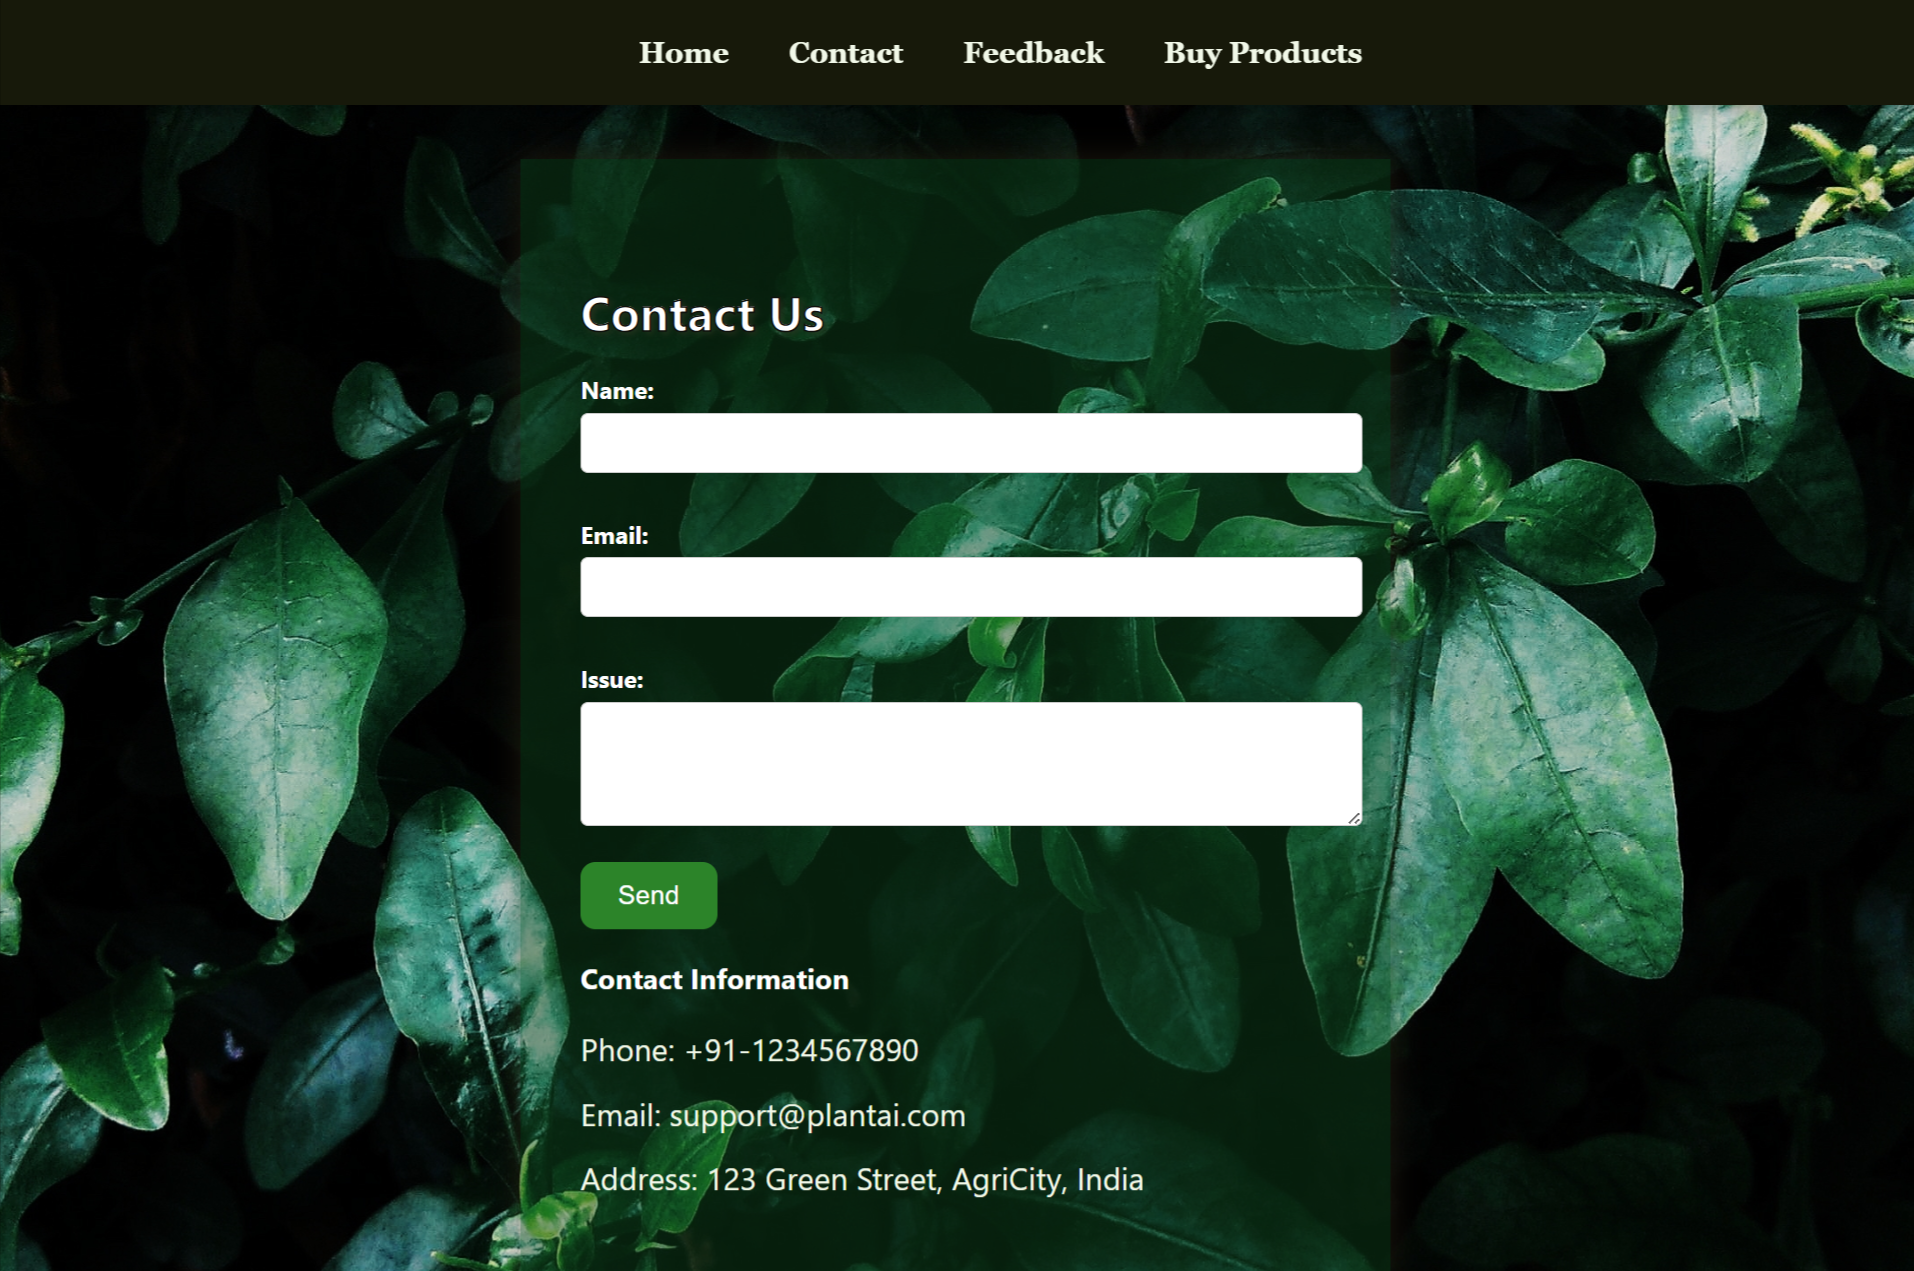 Home Contact Feedback Buy Products
Contact Us
Name:
Email:
Issue:
Send
Contact Information
Phone: +91-1234567890
Email: support@plantai.com
Address: 123 Green Street, AgriCity, India